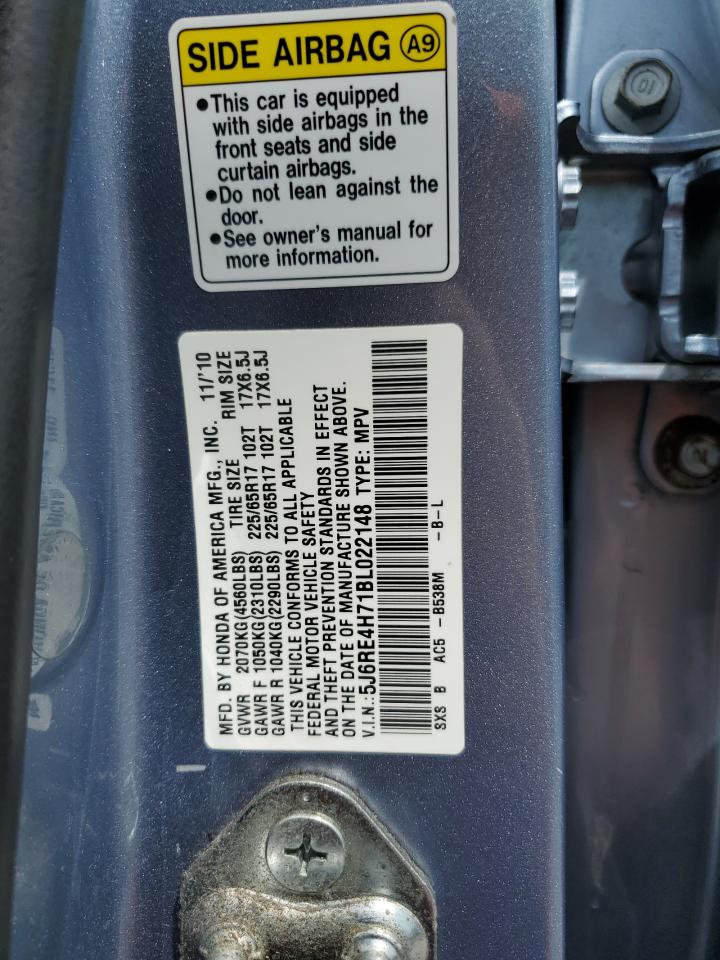 SIDE AIRBAG A9
•This car is equipped
with side airbags in the
front seats and side
curtain airbags.
•Do not lean against the
door.
•See owner's manual for
more information.
MFD. BY HONDA OF AMERICA MFG., INC. 11/'10
GVWR 2070KG(4560LBS) TIRE SIZE RIM SIZE
GAWR F 1050KG(2310LBS) 225/65R17 102T 17X6.5J
GAWR R 1040KG(2290LBS) 225/65R17 102T 17X6.5J
THIS VEHICLE CONFORMS TO ALL APPLICABLE
FEDERAL MOTOR VEHICLE SAFETY
AND THEFT PREVENTION STANDARDS IN EFFECT
ON THE DATE OF MANUFACTURE SHOWN ABOVE.
V.I.N.:5J6RE4H71BL022148 TYPE: MPV
SXS B AC5 -B538M -B-L